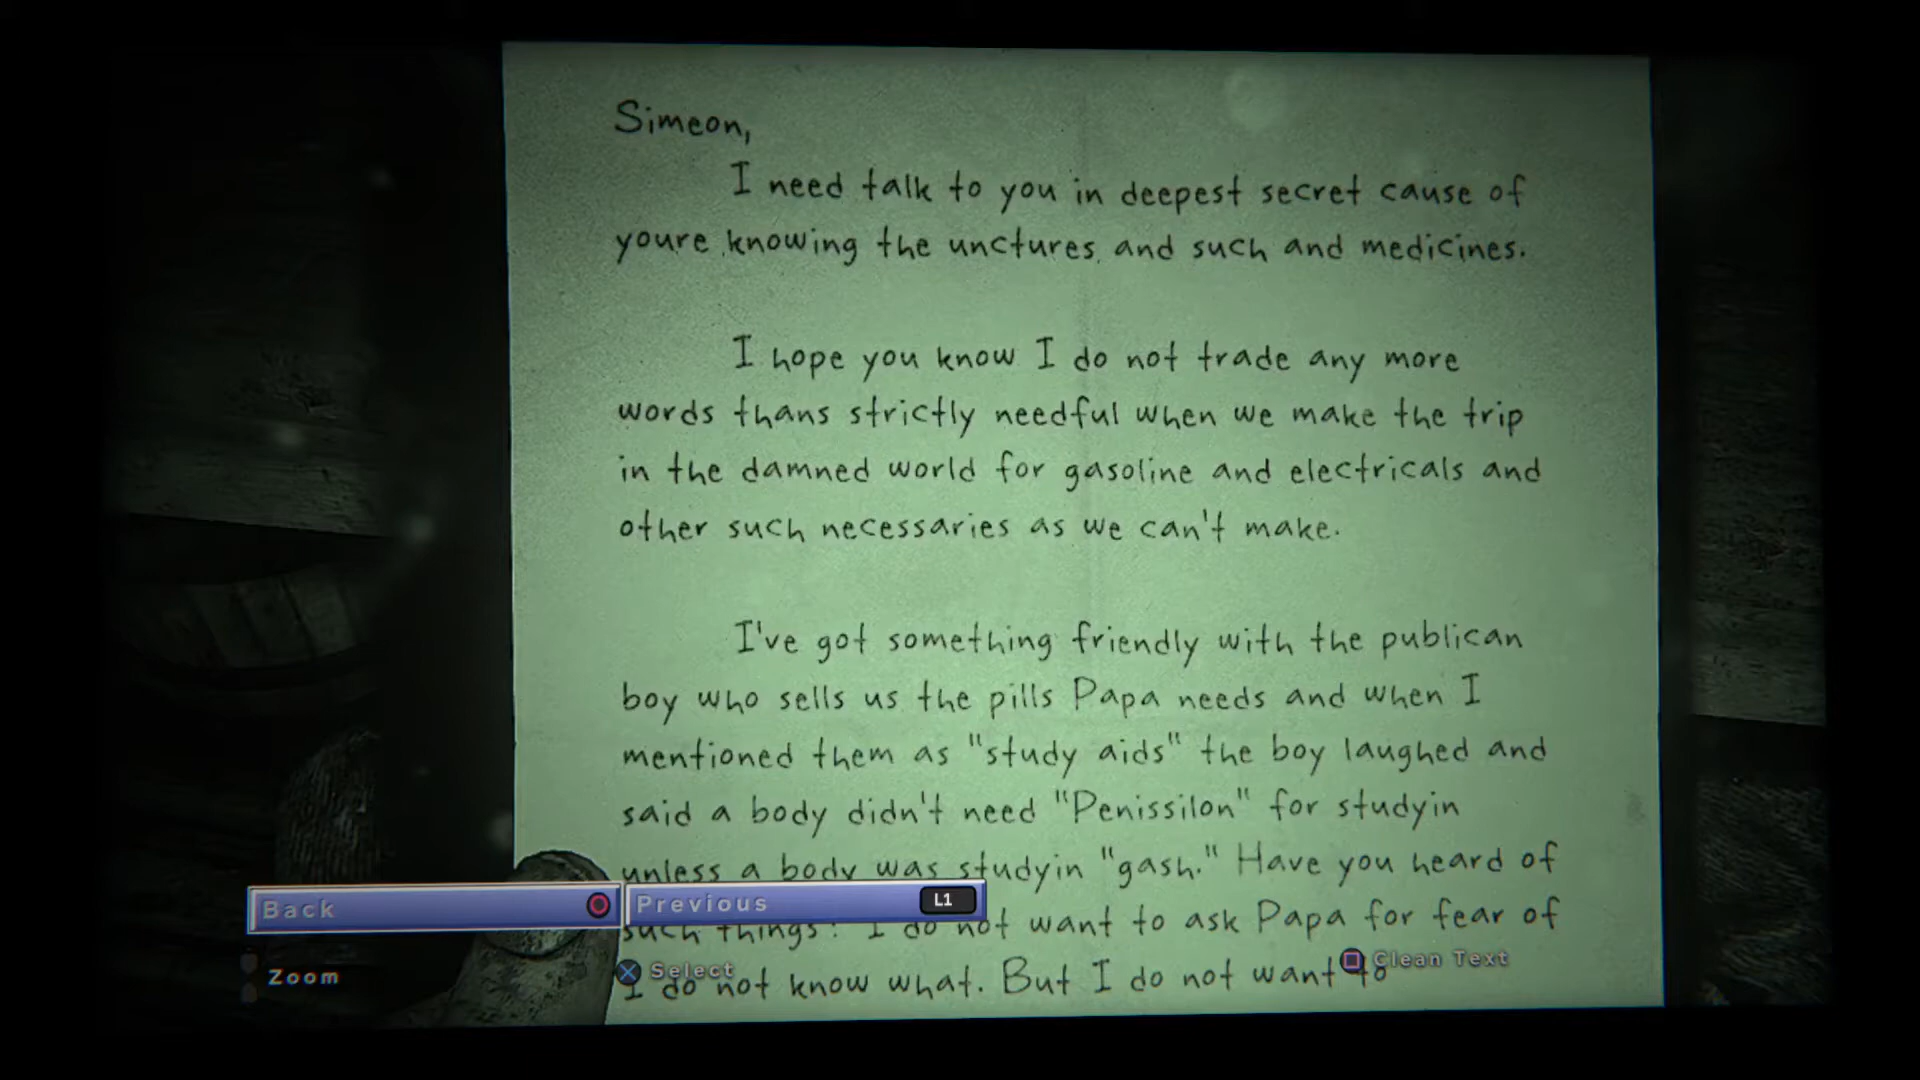 Simeon,
I need talk to you in deepest secret cause of
youre knowing the unctures and such and medicines.
I hope you know I do not trade any more
words thans strictly needful when we make the trip
in the damned world for gasoline and electricals and
other such necessaries as we can't make.
I've got something friendly with the publican
boy who sells us the pills Papa needs and when I
mentioned them as "study aids" the boy laughed and
said a body didn't need "Penissilon" for studyin
unless a body was studyin "gash." Have you heard of
such things? I do not want to ask Papa for fear of
I do not know what. But I do not want to
Back
Previous L1
Zoom
Select
Clean Text